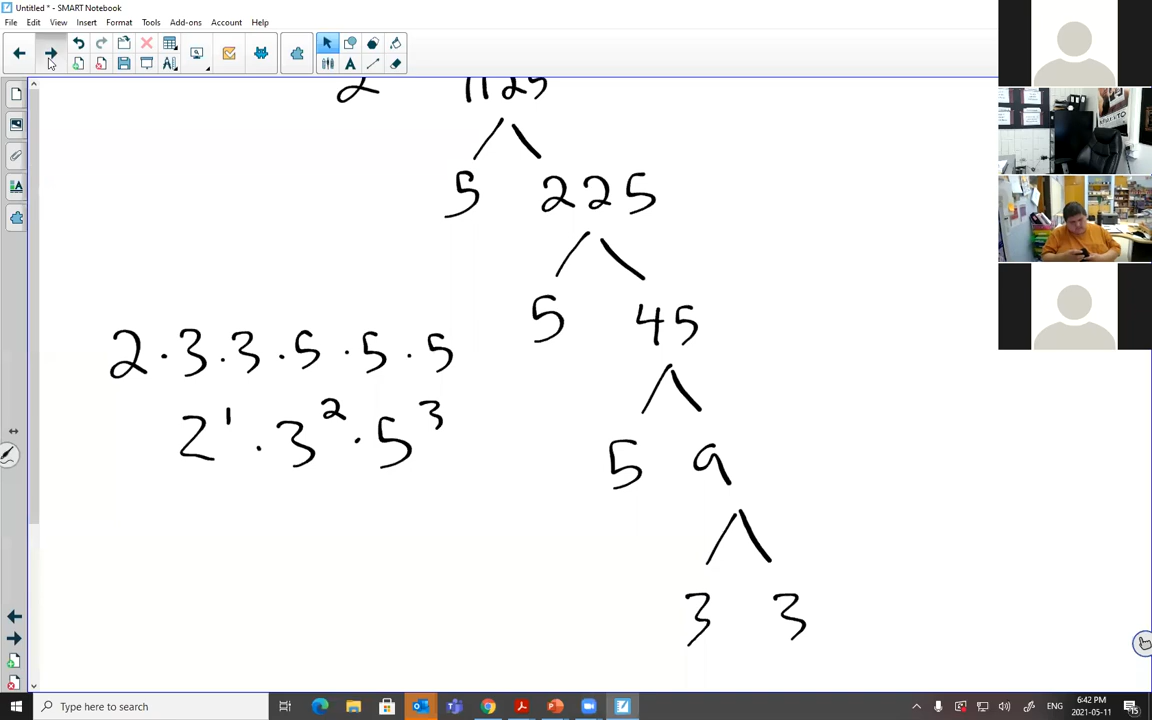 Untitled * - SMART Notebook
File Edit View Insert Format Tools Add-ons Account Help
2 1125
5 225
5 45
2 · 3 · 3 · 5 · 5 · 5
2¹ · 3² · 5³
5 9
3 3
Type here to search
ENG
6:42 PM
2021-05-11
15